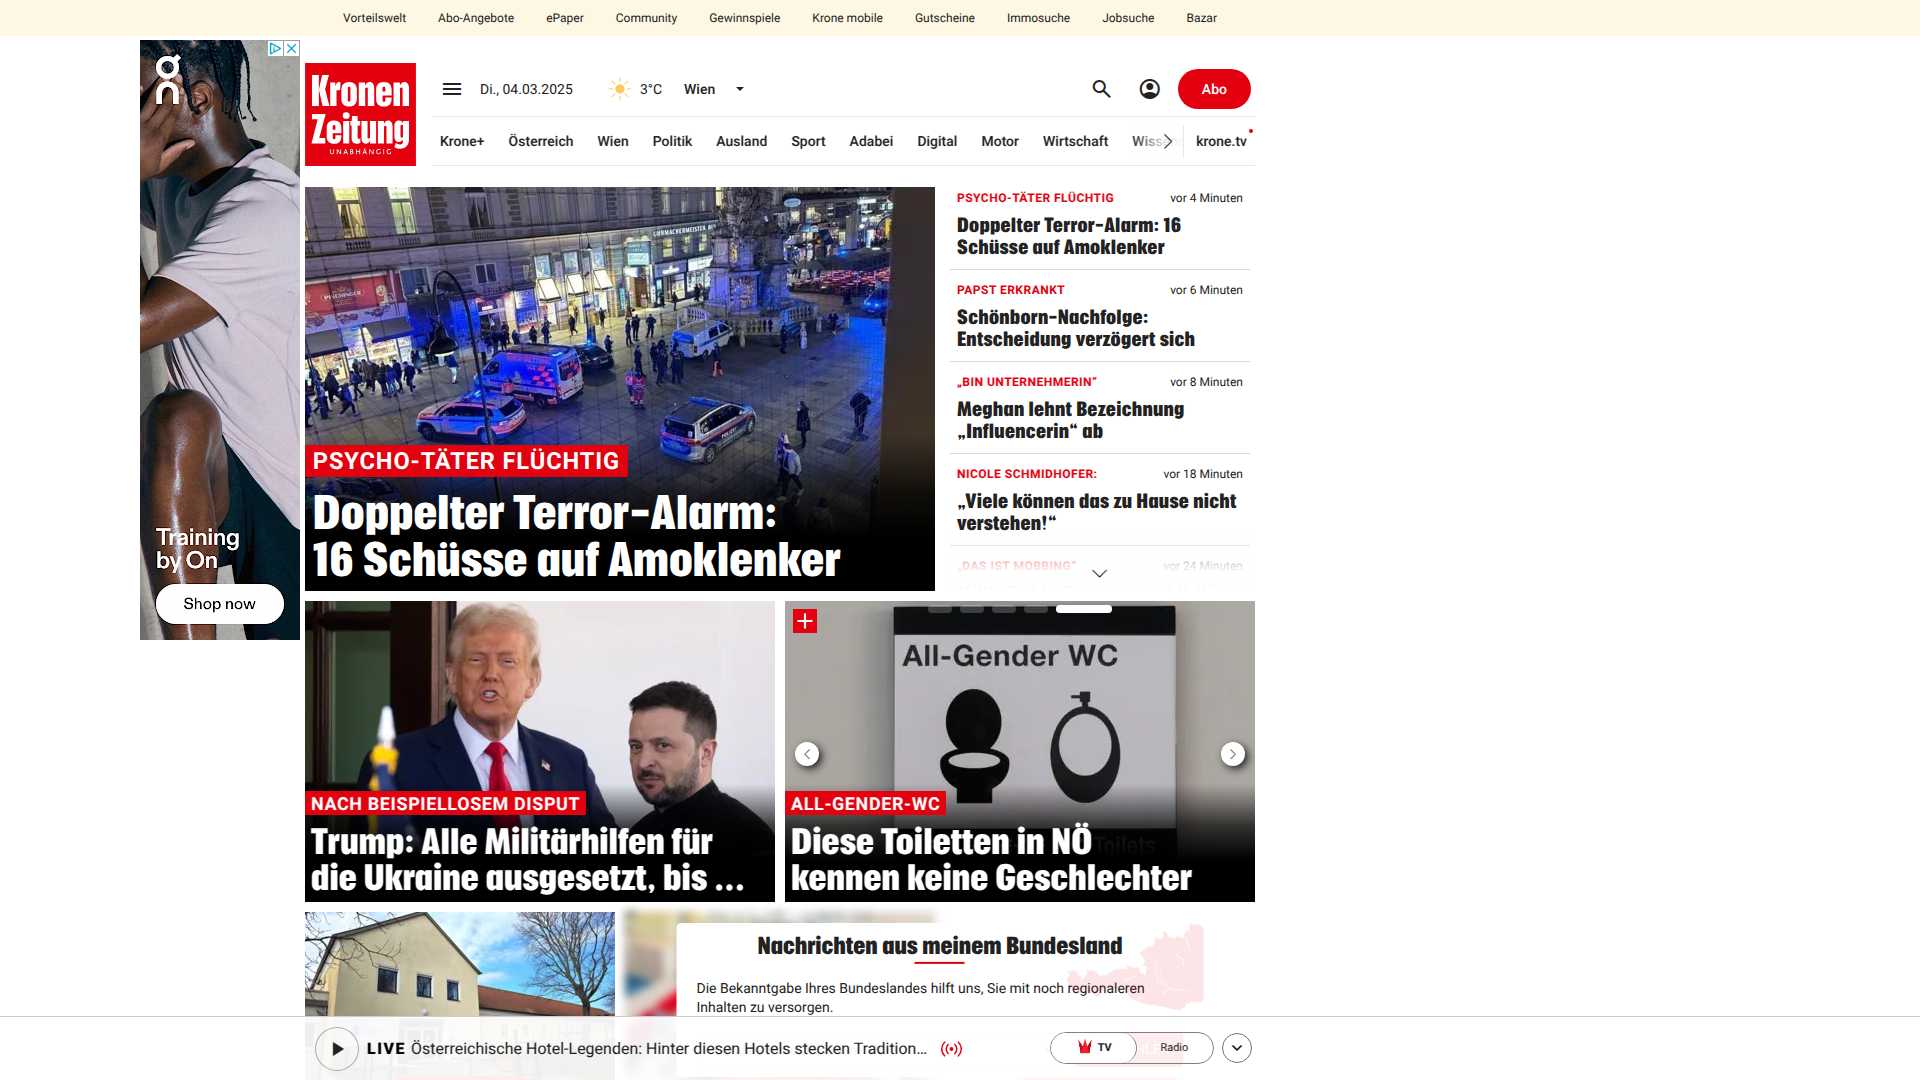 Vorteilswelt
Abo-Angebote
ePaper
Community
Gewinnspiele
Krone mobile
Gutscheine
Immosuche
Jobsuche
Bazar
Kronen
Zeitung
UNABHÄNGIG
Di., 04.03.2025
3°C
Wien
Abo
Krone+
Österreich
Wien
Politik
Ausland
Sport
Adabei
Digital
Motor
Wirtschaft
krone.tv
on
Training
by On
Shop now
UHRMACHERMEISTER
PSYCHO-TÄTER FLÜCHTIG
Doppelter Terror-Alarm:
16 Schüsse auf Amoklenker
PSYCHO-TÄTER FLÜCHTIG vor 4 Minuten
Doppelter Terror-Alarm: 16
Schüsse auf Amoklenker
PAPST ERKRANKT vor 6 Minuten
Schönborn-Nachfolge:
Entscheidung verzögert sich
„BIN UNTERNEHMERIN“ vor 8 Minuten
Meghan lehnt Bezeichnung
„Influencerin“ ab
NICOLE SCHMIDHOFER: vor 18 Minuten
„Viele können das zu Hause nicht
verstehen!“
„DAS IST MOBBING“ vor 24 Minuten
NACH BEISPIELLOSEM DISPUT
Trump: Alle Militärhilfen für
die Ukraine ausgesetzt, bis ...
All-Gender WC
Toilets
ALL-GENDER-WC
Diese Toiletten in NÖ
kennen keine Geschlechter
Nachrichten aus meinem Bundesland
Die Bekanntgabe Ihres Bundeslandes hilft uns, Sie mit noch regionaleren
Inhalten zu versorgen.
LIVE Österreichische Hotel-Legenden: Hinter diesen Hotels stecken Tradition...
TV
Radio